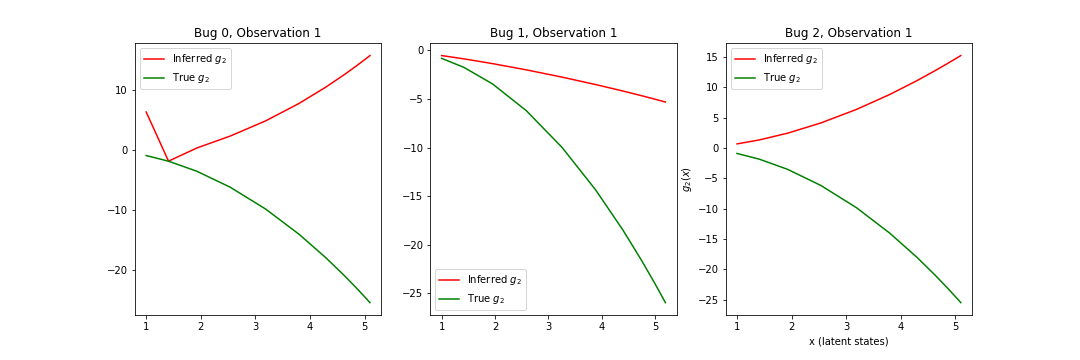 Bug 0, Observation 1
Inferred g₂
True g₂
10
0
−10
−20
1 2 3 4 5
Bug 1, Observation 1
0
−5
−10
−15
−20
−25
Inferred g₂
True g₂
1 2 3 4 5
Bug 2, Observation 1
Inferred g₂
True g₂
g₂(x)
15
10
5
0
−5
−10
−15
−20
−25
1 2 3 4 5
x (latent states)